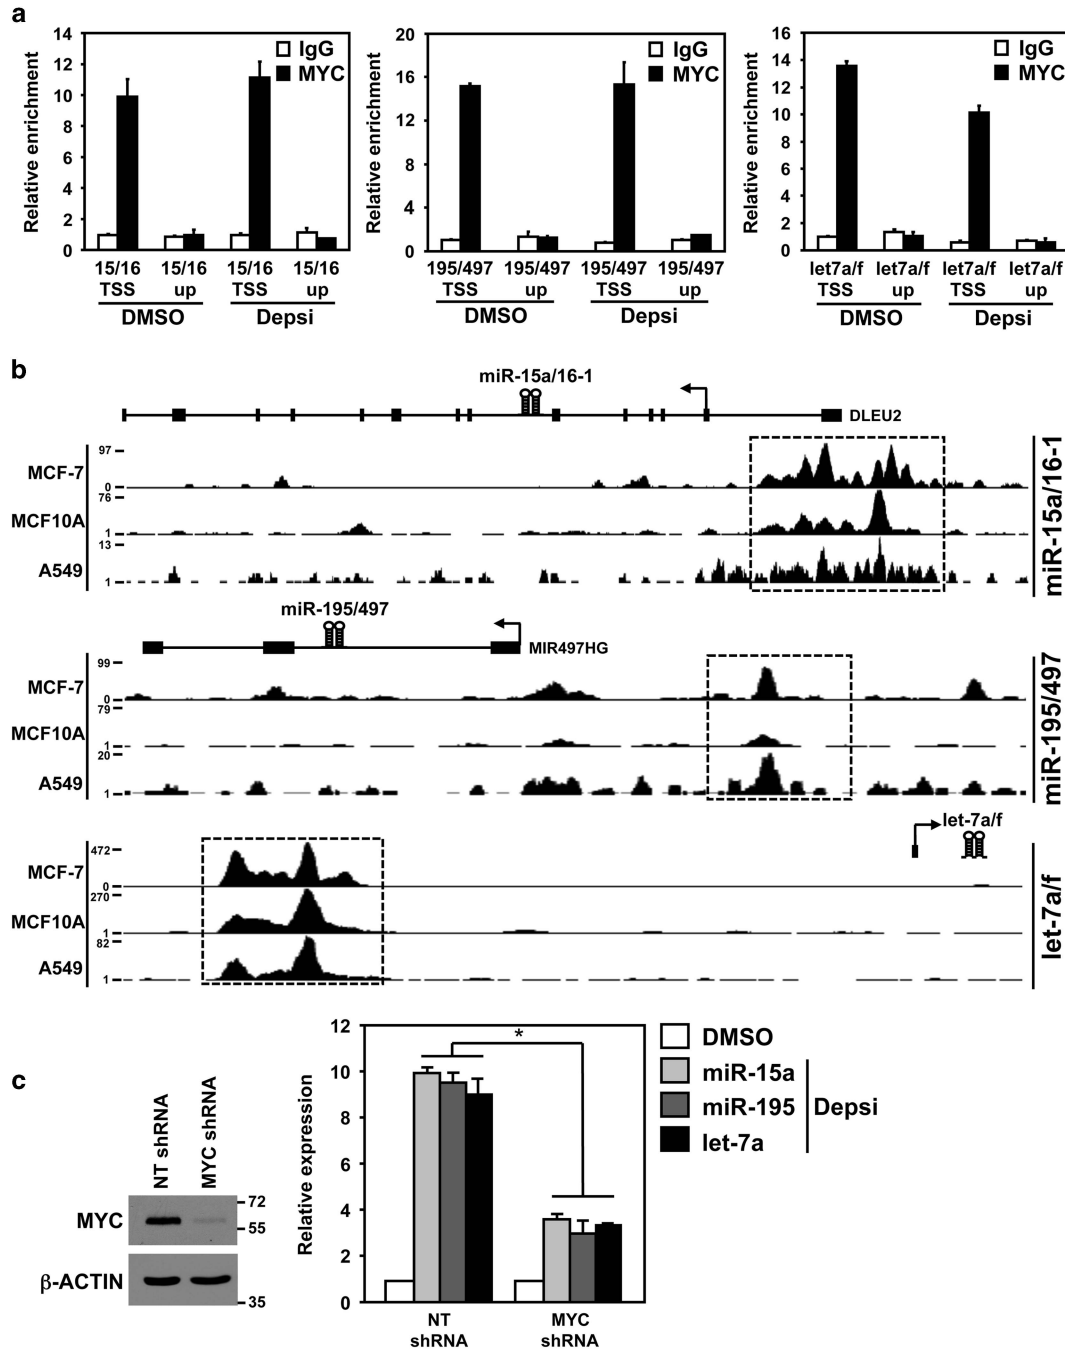 a
14
12
10
8
6
4
2
0
Relative enrichment
IgG
MYC
15/16 15/16 15/16 15/16
TSS up TSS up
DMSO Depsi
20
16
12
8
4
0
Relative enrichment
IgG
MYC
195/497 195/497 195/497 195/497
TSS up TSS up
DMSO Depsi
16
14
12
10
8
6
4
2
0
Relative enrichment
IgG
MYC
let7a/f let7a/f let7a/f let7a/f
TSS up TSS up
DMSO Depsi
b
miR-15a/16-1
DLEU2
MCF-7
97
0
MCF10A
76
1
A549
13
1
miR-15a/16-1
miR-195/497
MIR497HG
MCF-7
99
0
MCF10A
79
1
A549
20
1
miR-195/497
let-7a/f
MCF-7
472
0
MCF10A
270
1
A549
82
1
let-7a/f
c
NT shRNA
MYC shRNA
MYC
72
55
β-ACTIN
35
12
10
8
6
4
2
0
Relative expression
*
NT MYC
shRNA shRNA
DMSO
miR-15a
miR-195
let-7a
Depsi